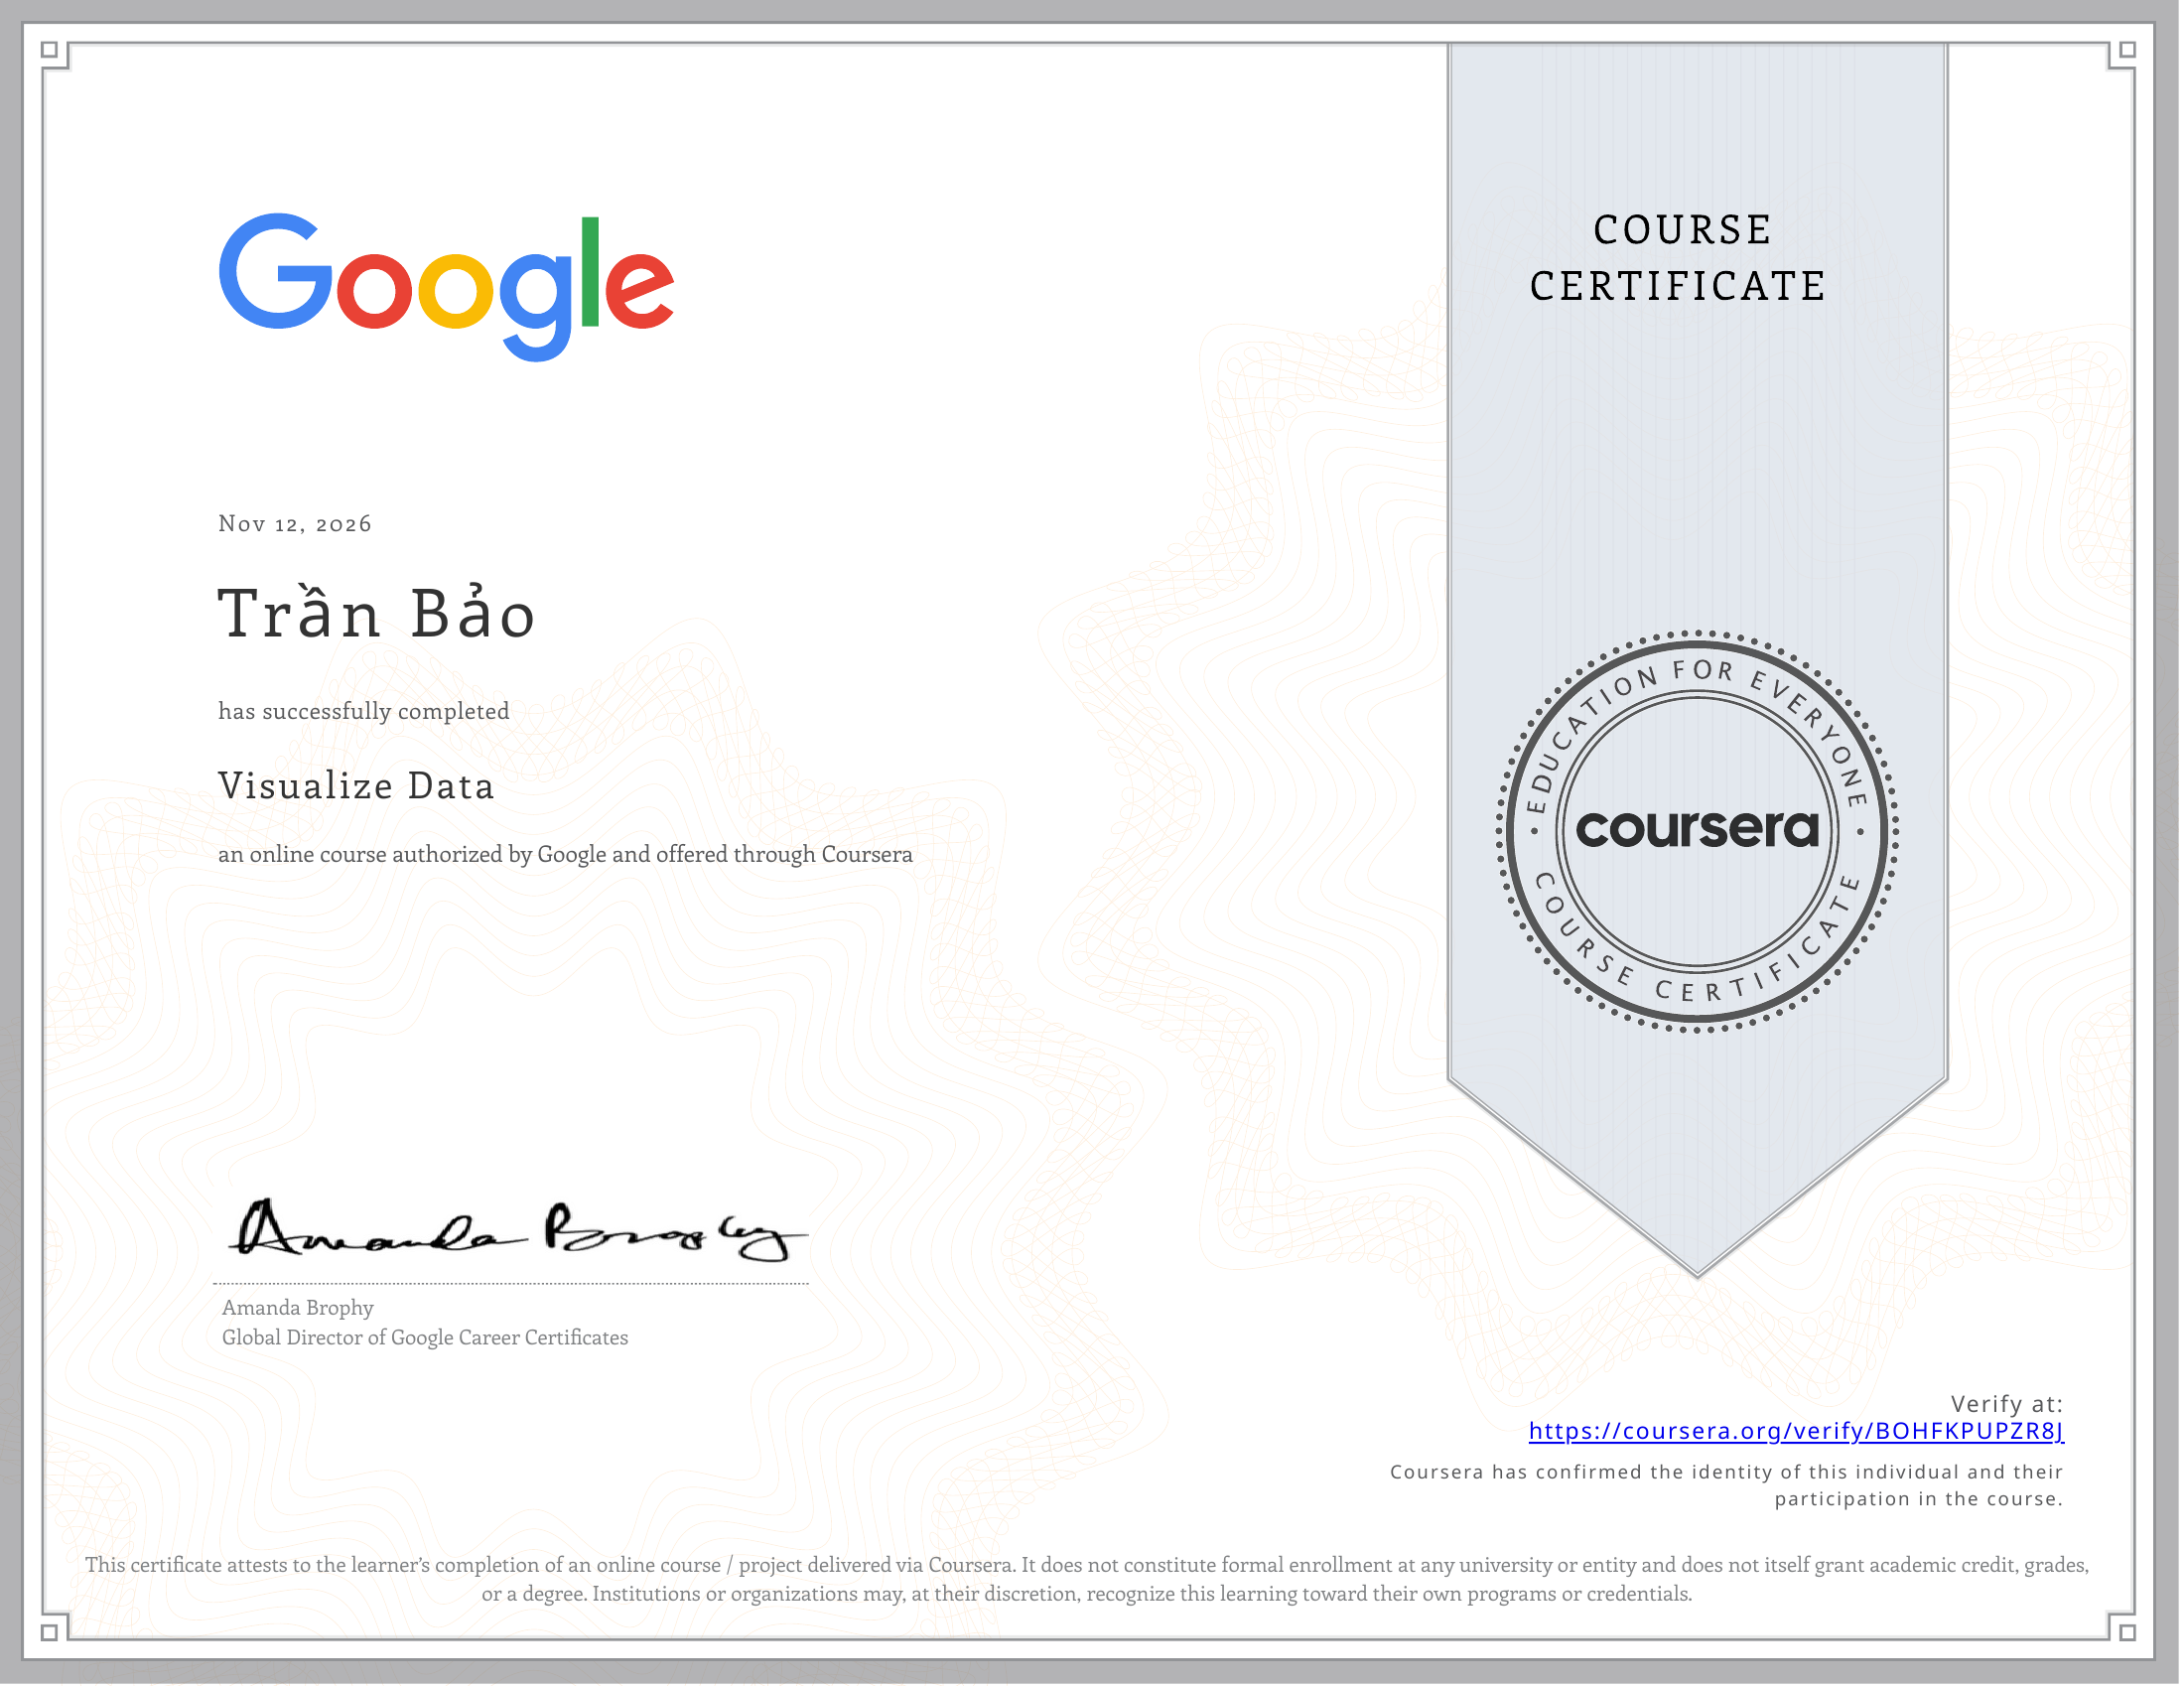 Google
COURSE
CERTIFICATE
Nov 12, 2026
Trần Bảo
has successfully completed
Visualize Data
an online course authorized by Google and offered through Coursera
EDUCATION FOR EVERYONE
coursera
COURSE CERTIFICATE
Amanda Brophy
Amanda Brophy
Global Director of Google Career Certificates
Verify at:
https://coursera.org/verify/BOHFKPUPZR8J
Coursera has confirmed the identity of this individual and their
participation in the course.
This certificate attests to the learner's completion of an online course / project delivered via Coursera. It does not constitute formal enrollment at any university or entity and does not itself grant academic credit, grades,
or a degree. Institutions or organizations may, at their discretion, recognize this learning toward their own programs or credentials.